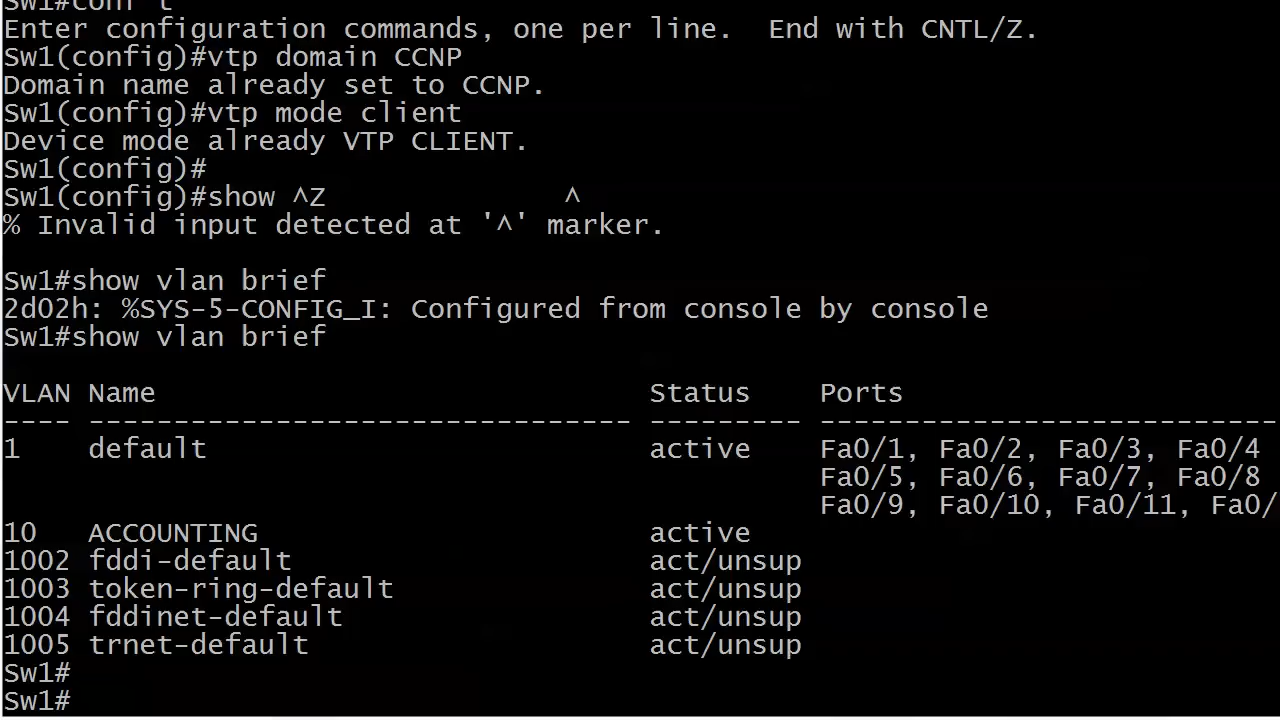 Sw1#conf t
Enter configuration commands, one per line.  End with CNTL/Z.
Sw1(config)#vtp domain CCNP
Domain name already set to CCNP.
Sw1(config)#vtp mode client
Device mode already VTP CLIENT.
Sw1(config)#
Sw1(config)#show ^Z              ^
% Invalid input detected at '^' marker.

Sw1#show vlan brief
2d02h: %SYS-5-CONFIG_I: Configured from console by console
Sw1#show vlan brief

VLAN Name                             Status    Ports
---- -------------------------------- --------- ---------------------------
1    default                          active    Fa0/1, Fa0/2, Fa0/3, Fa0/4
                                                Fa0/5, Fa0/6, Fa0/7, Fa0/8
                                                Fa0/9, Fa0/10, Fa0/11, Fa0/
10   ACCOUNTING                       active
1002 fddi-default                     act/unsup
1003 token-ring-default               act/unsup
1004 fddinet-default                  act/unsup
1005 trnet-default                    act/unsup
Sw1#
Sw1#